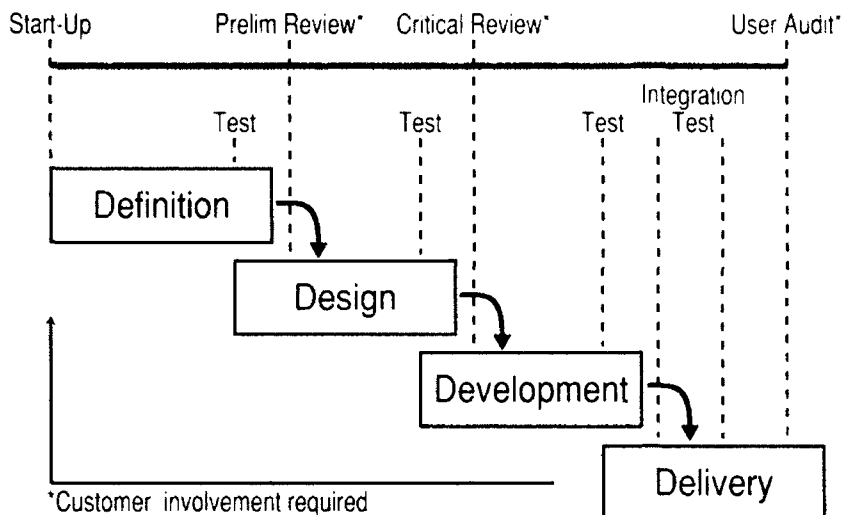 Start-Up Prelim Review* Critical Review* User Audit*
Integration
Test Test Test Test
Definition
Design
Development
Delivery
*Customer involvement required